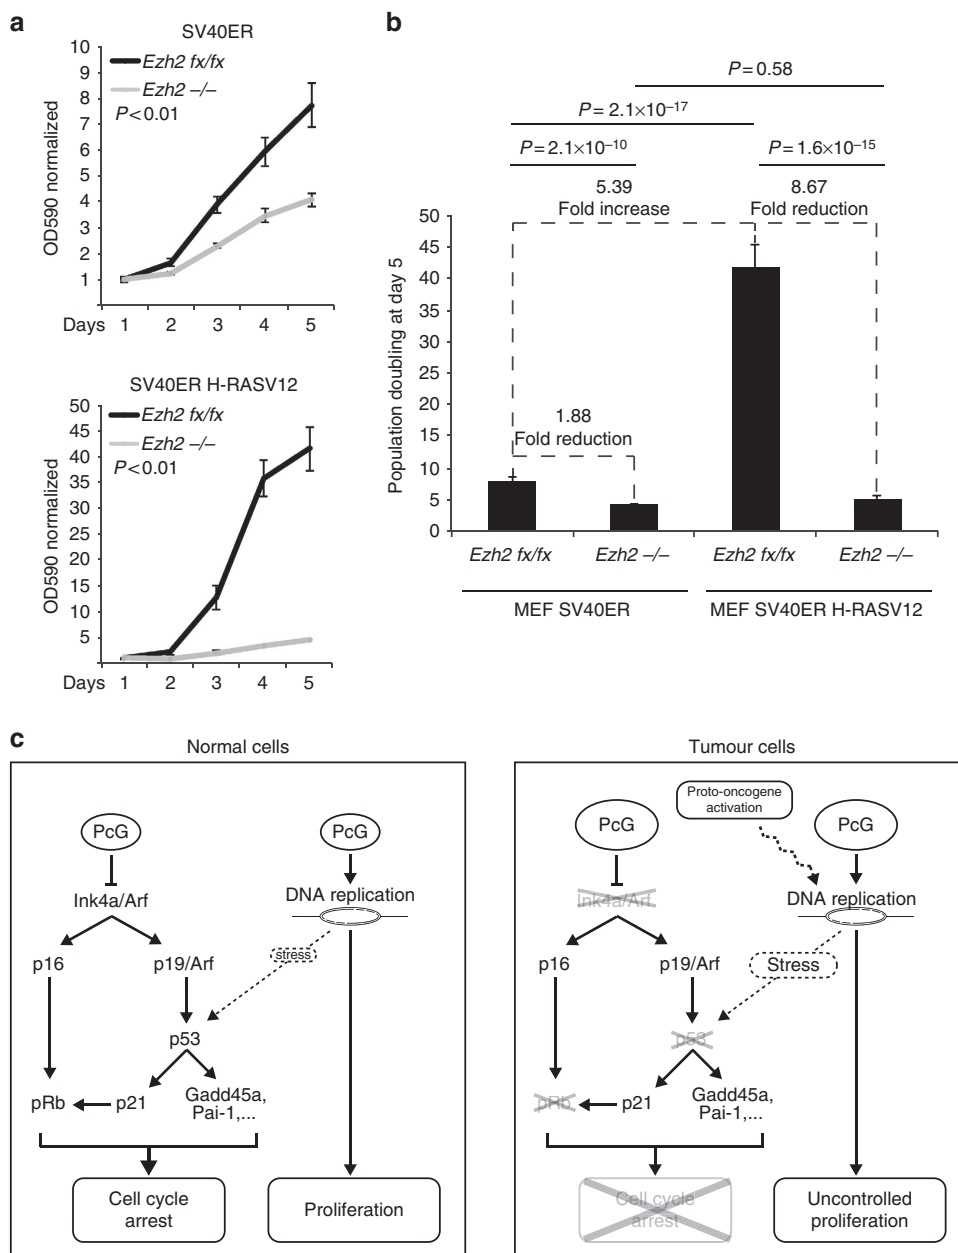 a
SV40ER
10
9
8
7
6
5
4
3
2
1
OD590 normalized
Ezh2 fx/fx
Ezh2 –/–
P<0.01
Days 1 2 3 4 5
SV40ER H-RASV12
50
45
40
35
30
25
20
15
10
5
OD590 normalized
Ezh2 fx/fx
Ezh2 –/–
P<0.01
Days 1 2 3 4 5
b
P=0.58
P=2.1×10–17
P=2.1×10–10
P=1.6×10–15
5.39
Fold increase
8.67
Fold reduction
1.88
Fold reduction
50
45
40
35
30
25
20
15
10
5
0
Population doubling at day 5
Ezh2 fx/fx
Ezh2 –/–
Ezh2 fx/fx
Ezh2 –/–
MEF SV40ER
MEF SV40ER H-RASV12
c
Normal cells
PcG
PcG
Ink4a/Arf
DNA replication
stress
p16
p19/Arf
p53
pRb
p21
Gadd45a,
Pai-1,...
Cell cycle
arrest
Proliferation
Tumour cells
Proto-oncogene
activation
PcG
PcG
Ink4a/Arf
DNA replication
Stress
p16
p19/Arf
p53
pRb
p21
Gadd45a,
Pai-1,...
Cell cycle
arrest
Uncontrolled
proliferation